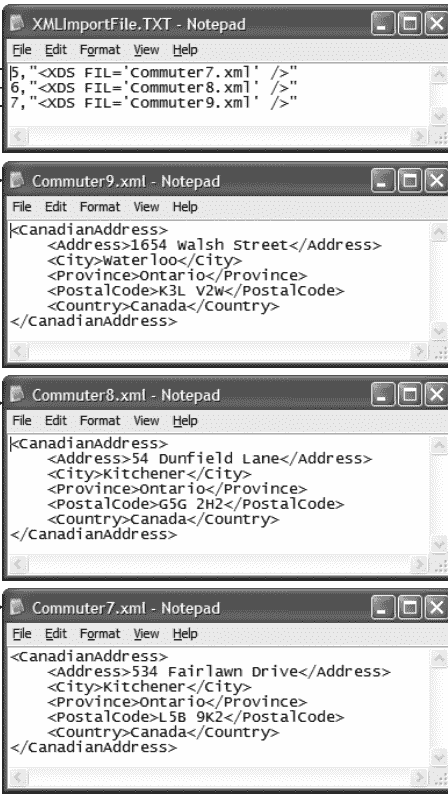 XMLImportFile.TXT - Notepad
File Edit Format View Help
5,"<XDS FIL='Commuter7.xml' />"
6,"<XDS FIL='Commuter8.xml' />"
7,"<XDS FIL='Commuter9.xml' />"
Commuter9.xml - Notepad
File Edit Format View Help
<CanadianAddress>
    <Address>1654 Walsh Street</Address>
    <City>Waterloo</City>
    <Province>Ontario</Province>
    <PostalCode>K3L V2W</PostalCode>
    <Country>Canada</Country>
</CanadianAddress>
Commuter8.xml - Notepad
File Edit Format View Help
<CanadianAddress>
    <Address>54 Dunfield Lane</Address>
    <City>Kitchener</City>
    <Province>Ontario</Province>
    <PostalCode>G5G 2H2</PostalCode>
    <Country>Canada</Country>
</CanadianAddress>
Commuter7.xml - Notepad
File Edit Format View Help
<CanadianAddress>
    <Address>534 Fairlawn Drive</Address>
    <City>Kitchener</City>
    <Province>Ontario</Province>
    <PostalCode>L5B 9K2</PostalCode>
    <Country>Canada</Country>
</CanadianAddress>